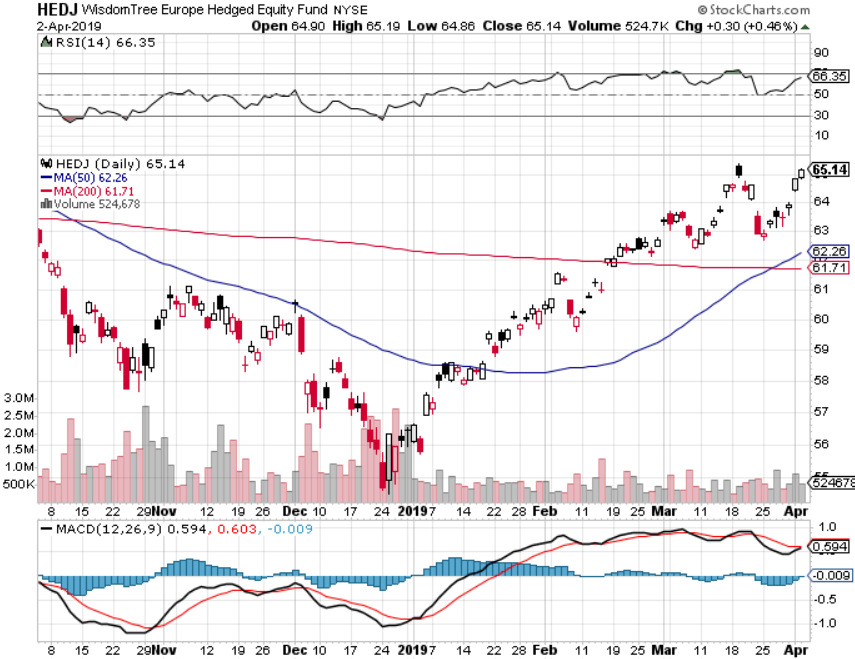 HEDJ WisdomTree Europe Hedged Equity Fund NYSE © StockCharts.com
2-Apr-2019 Open 64.90 High 65.19 Low 64.86 Close 65.14 Volume 524.7K Chg +0.30 (+0.46%)
RSI(14) 66.35
90
66.35
50
30
10
HEDJ (Daily) 65.14
MA(50) 62.26
MA(200) 61.71
Volume 524,678
65.14
64
63
62.26
61.71
61
60
59
58
3.0M 57
2.5M
2.0M 56
1.5M
1.0M 55
500K 524678
8 15 22 29 Nov 12 19 26 Dec 10 17 24 2019 7 14 22 28 Feb 11 19 25 Mar 11 18 25 Apr
MACD(12,26,9) 0.594, 0.603, -0.009
1.0
0.594
-0.009
-0.5
-1.0
8 15 22 29 Nov 12 19 26 Dec 10 17 24 2019 7 14 22 28 Feb 11 19 25 Mar 11 18 25 Apr